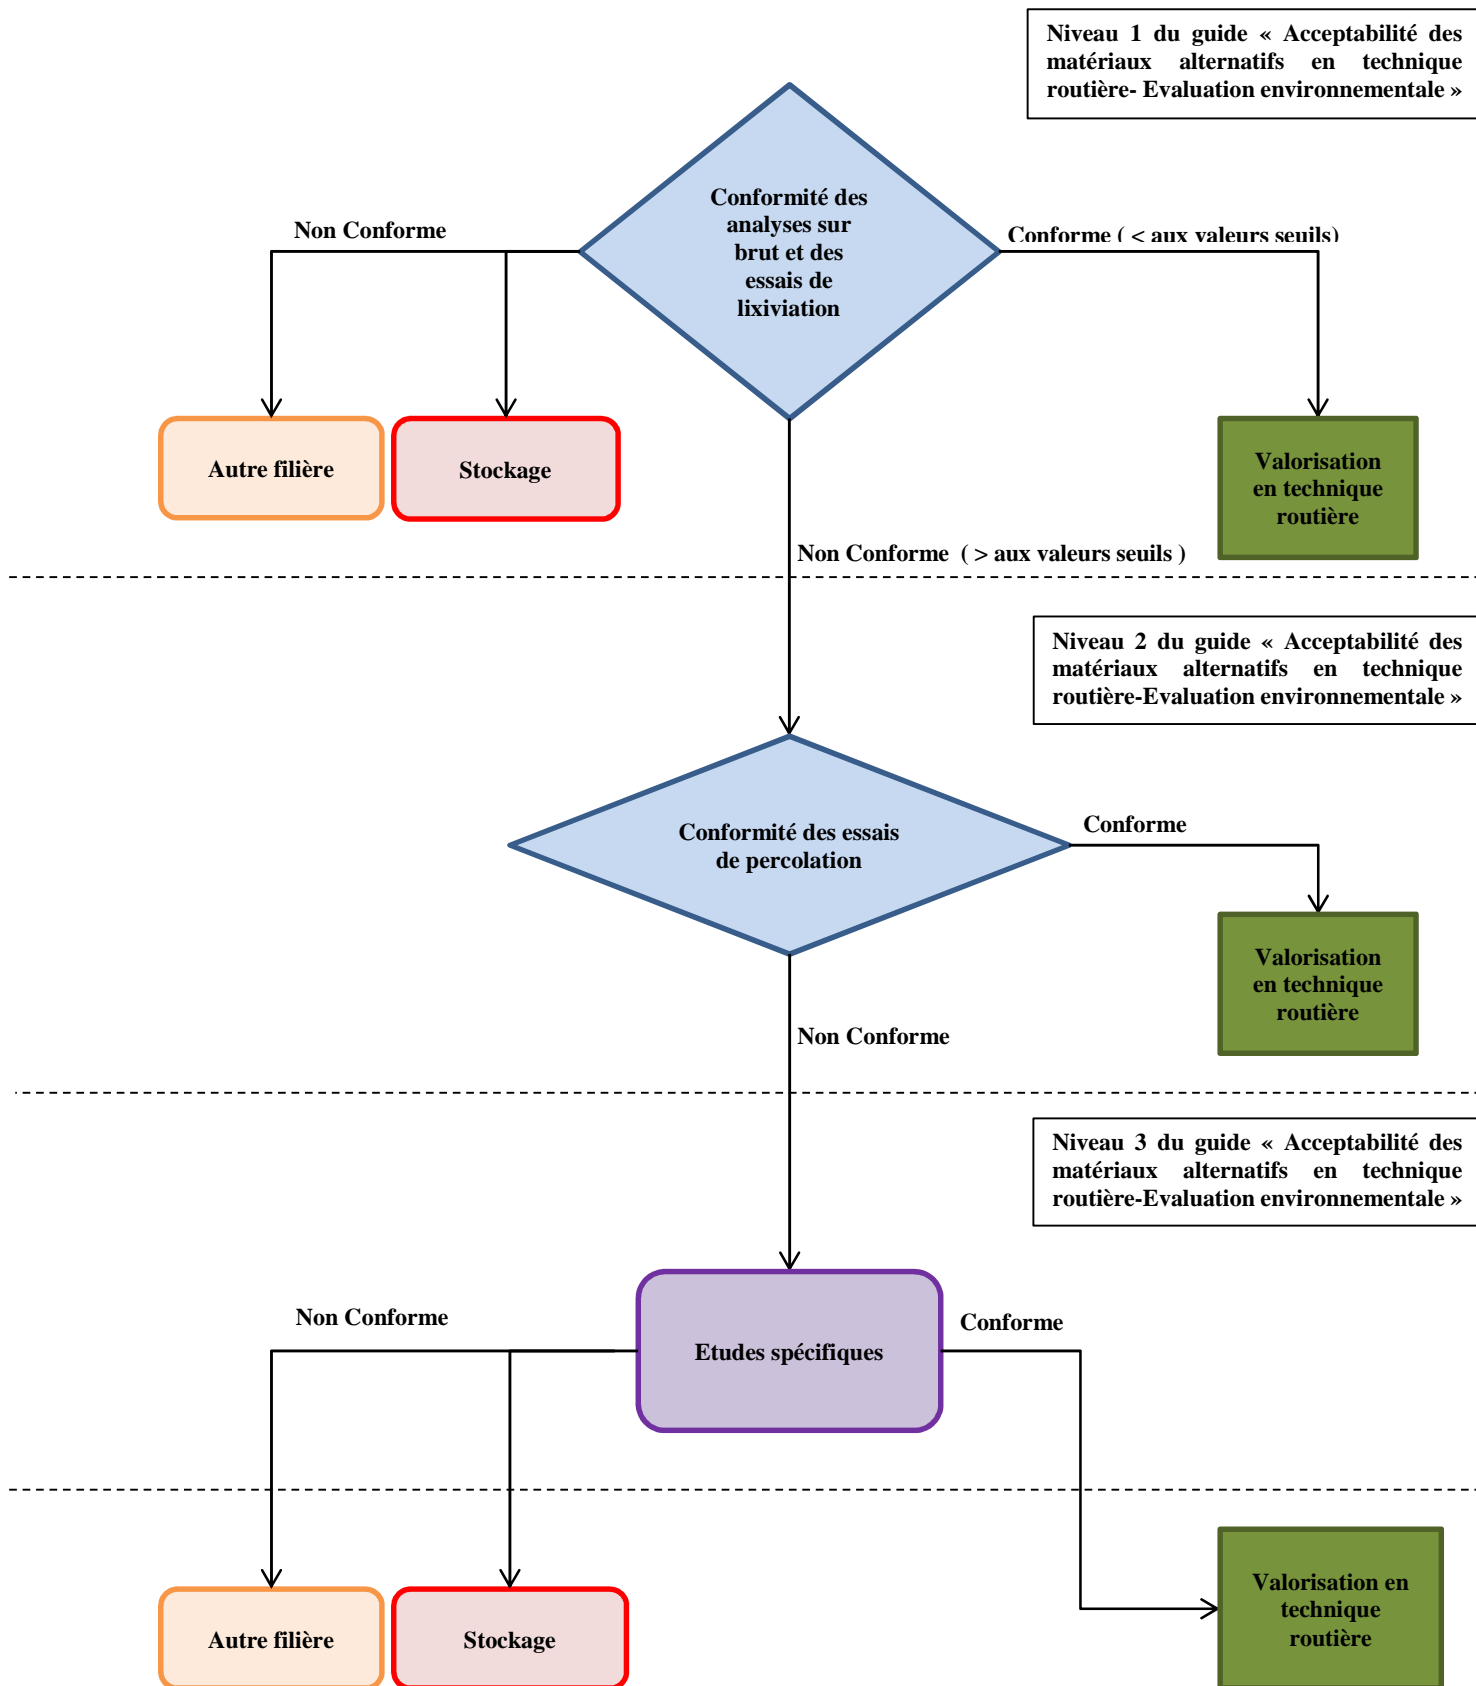 Niveau 1 du guide « Acceptabilité des
matériaux alternatifs en technique
routière- Evaluation environnementale »
Conformité des
analyses sur
brut et des
essais de
lixiviation
Non Conforme
Conforme ( < aux valeurs seuils)
Autre filière
Stockage
Valorisation
en technique
routière
Non Conforme ( > aux valeurs seuils )
Niveau 2 du guide « Acceptabilité des
matériaux alternatifs en technique
routière-Evaluation environnementale »
Conformité des essais
de percolation
Conforme
Valorisation
en technique
routière
Non Conforme
Niveau 3 du guide « Acceptabilité des
matériaux alternatifs en technique
routière-Evaluation environnementale »
Non Conforme
Etudes spécifiques
Conforme
Autre filière
Stockage
Valorisation en
technique
routière